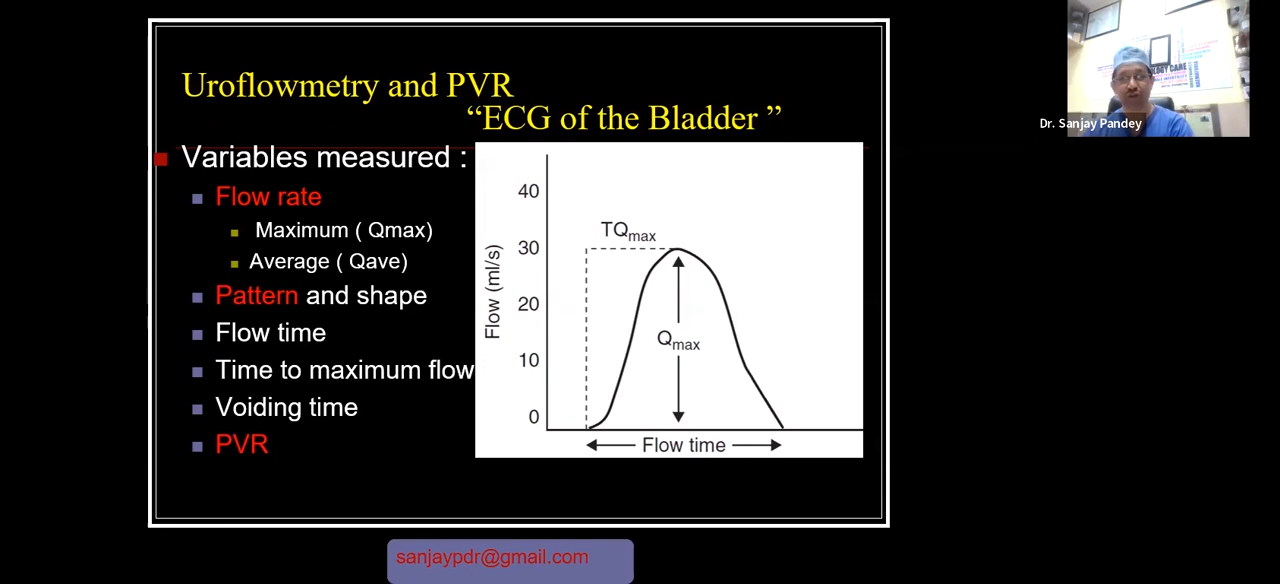 Uroflowmetry and PVR
“ECG of the Bladder ”
Variables measured :
Flow rate
Maximum ( Qmax)
Average ( Qave)
Pattern and shape
Flow time
Time to maximum flow
Voiding time
PVR
Flow (ml/s)
40
30
20
10
0
TQmax
Qmax
Flow time
sanjaypdr@gmail.com
OLOGY CARE
Dr. Sanjay Pandey